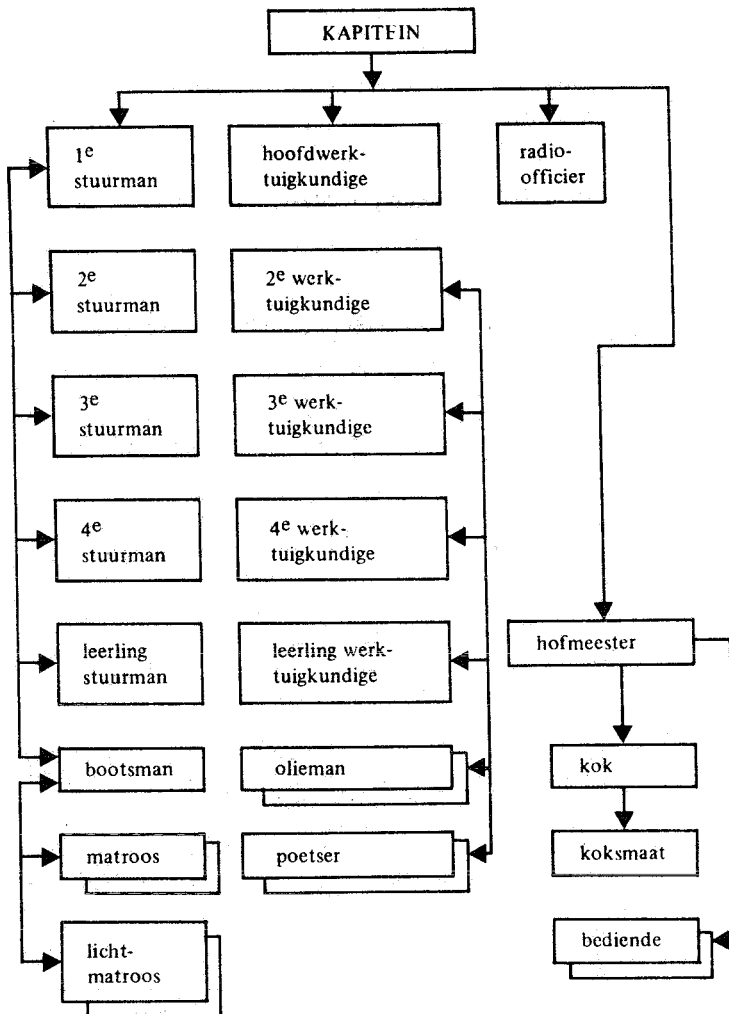 KAPITEIN
1e
stuurman
hoofdwerk-
tuigkundige
radio-
officier
2e
stuurman
2e werk-
tuigkundige
3e
stuurman
3e werk-
tuigkundige
4e
stuurman
4e werk-
tuigkundige
leerling
stuurman
leerling werk-
tuigkundige
hofmeester
bootsman
olieman
kok
matroos
poetser
koksmaat
licht-
matroos
bediende